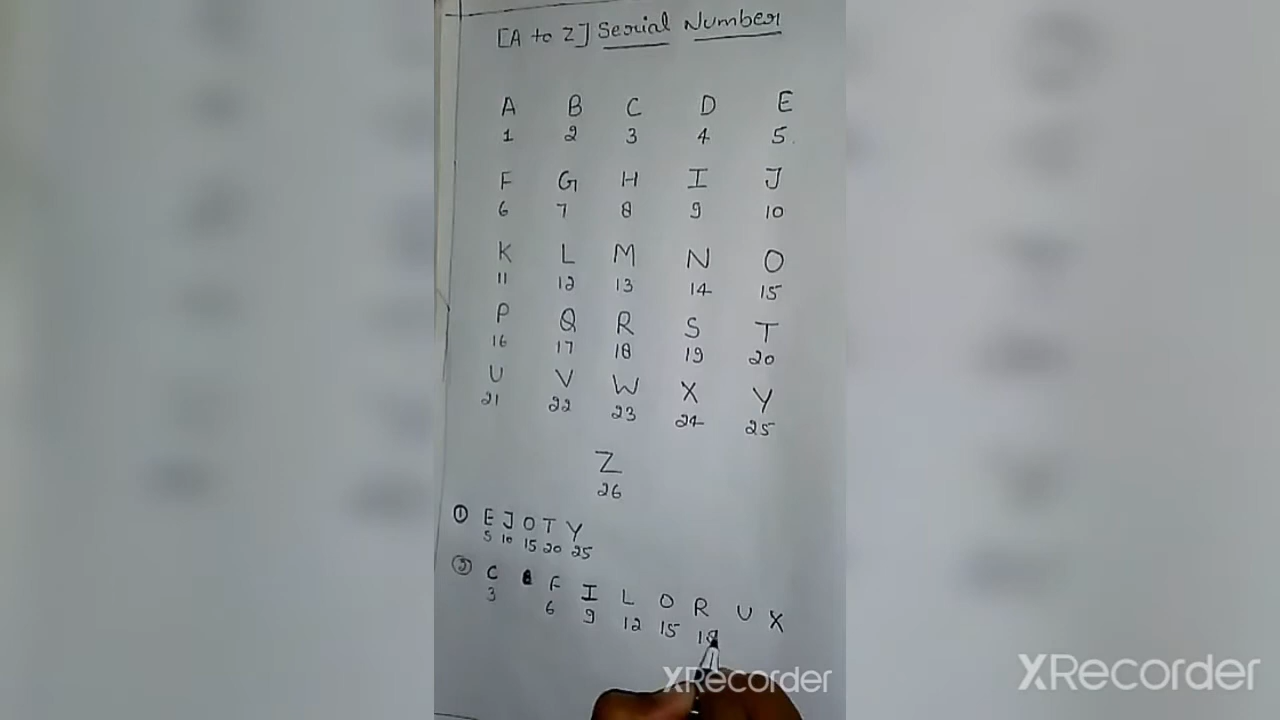 [A to Z] Serial Number
A B C D E
1 2 3 4 5
F G H I J
6 7 8 9 10
K L M N O
11 12 13 14 15
P Q R S T
16 17 18 19 20
U V W X Y
21 22 23 24 25
Z
26
① E J O T Y
5 10 15 20 25
② C F I L O R U X
3 6 9 12 15 18
XRecorder
XRecorder